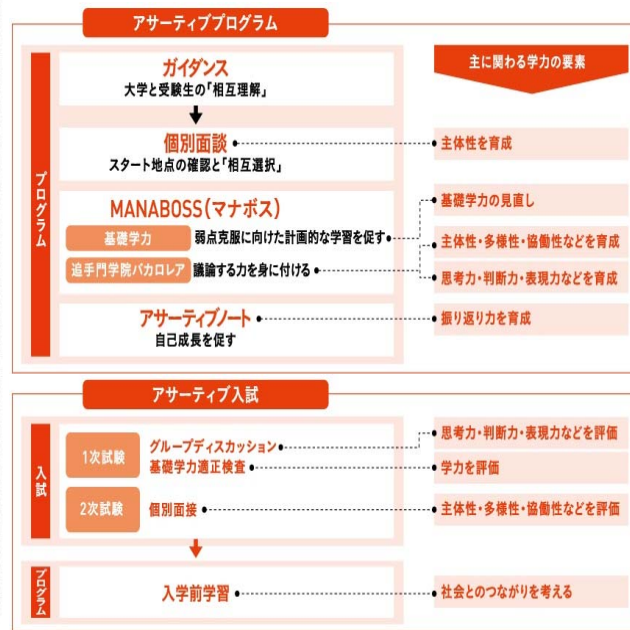 アサーティブプログラム
主に関わる学力の要素
プログラム
ガイダンス
大学と受験生の「相互理解」
個別面談
スタート地点の確認と「相互選択」
主体性を育成
MANABOSS(マナボス)
基礎学力
弱点克服に向けた計画的な学習を促す
基礎学力の見直し
追手門学院バカロレア
議論する力を身に付ける
主体性・多様性・協働性などを育成
思考力・判断力・表現力などを育成
アサーティブノート
自己成長を促す
振り返り力を育成
アサーティブ入試
入試
1次試験
グループディスカッション
思考力・判断力・表現力などを評価
基礎学力適正検査
学力を評価
2次試験
個別面接
主体性・多様性・協働性などを評価
プログラム
入学前学習
社会とのつながりを考える